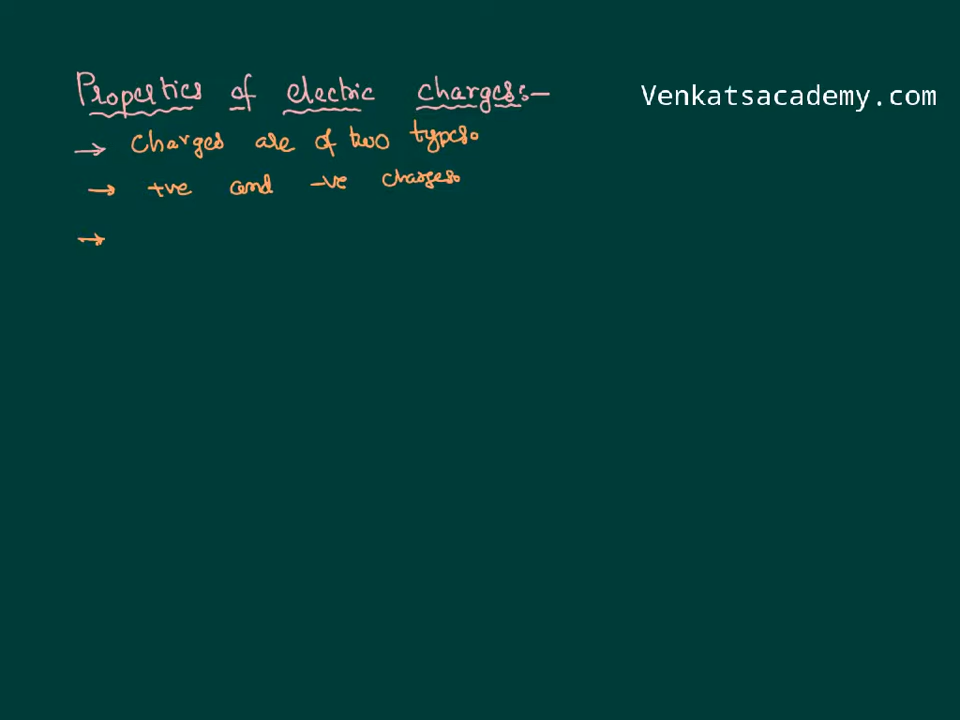 Properties of electric charges:-
Venkatsacademy.com
→ Charges are of two types.
→ +ve and -ve charges.
→